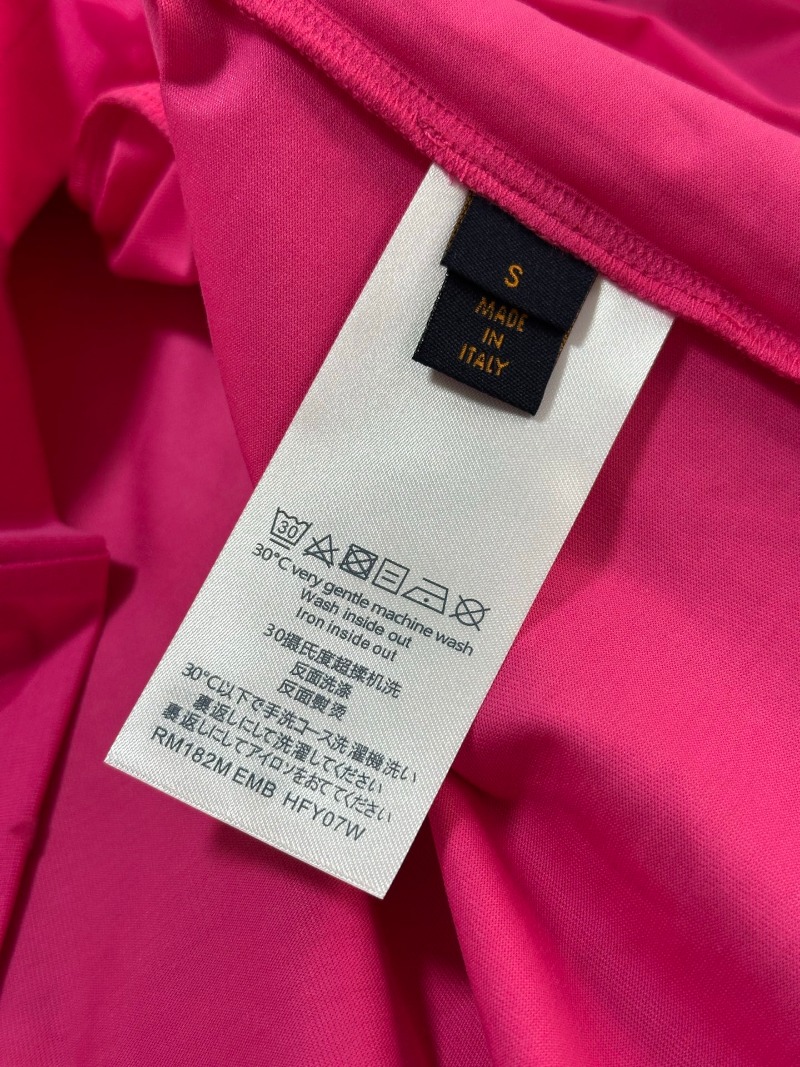 S
MADE
IN
ITALY
30
30°C very gentle machine wash
Wash inside out
Iron inside out
30摄氏度超揉机洗
反面洗涤
反面熨烫
30℃以下で手洗コース洗濯機洗い
裏返しにして洗濯してください
裏返しにしてアイロンをおててください
RM182M EMB HFY07W